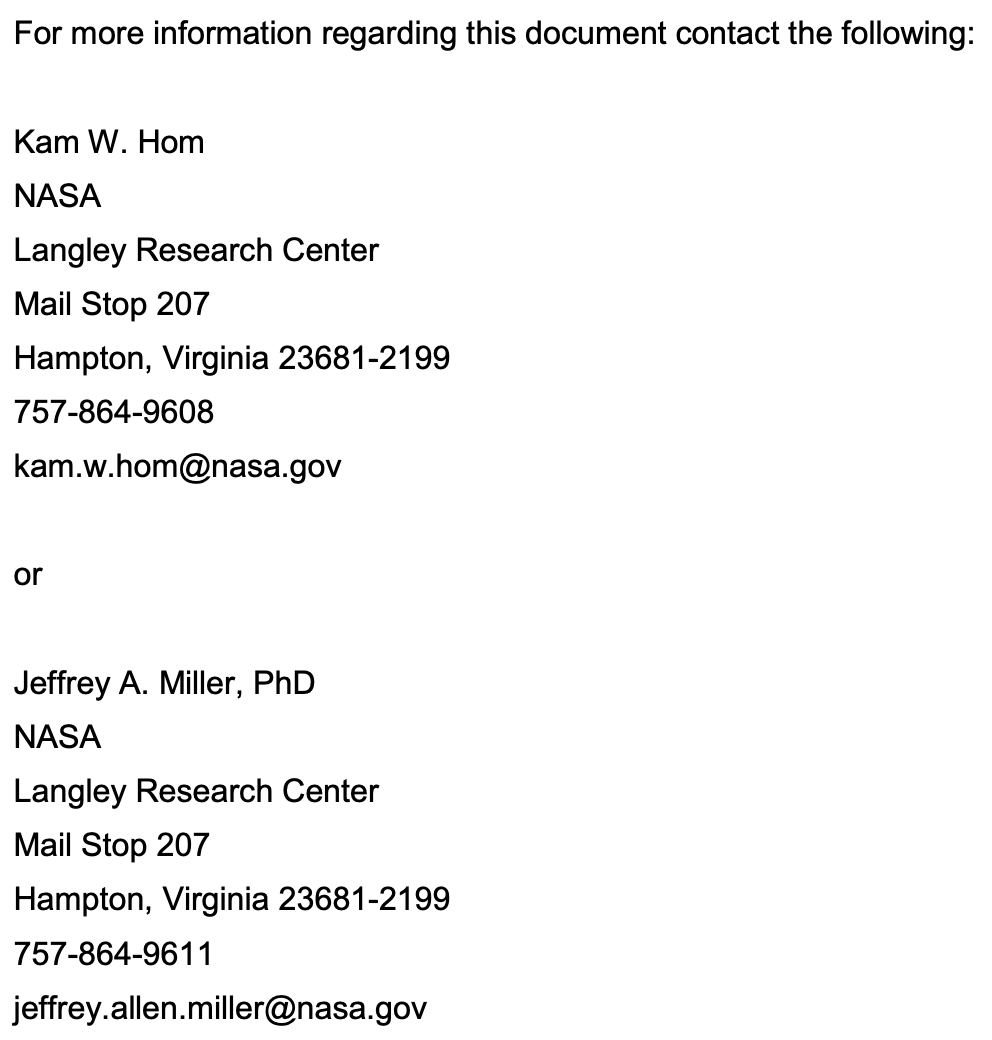 For more information regarding this document contact the following:
Kam W. Hom
NASA
Langley Research Center
Mail Stop 207
Hampton, Virginia 23681-2199
757-864-9608
kam.w.hom@nasa.gov
or
Jeffrey A. Miller, PhD
NASA
Langley Research Center
Mail Stop 207
Hampton, Virginia 23681-2199
757-864-9611
jeffrey.allen.miller@nasa.gov